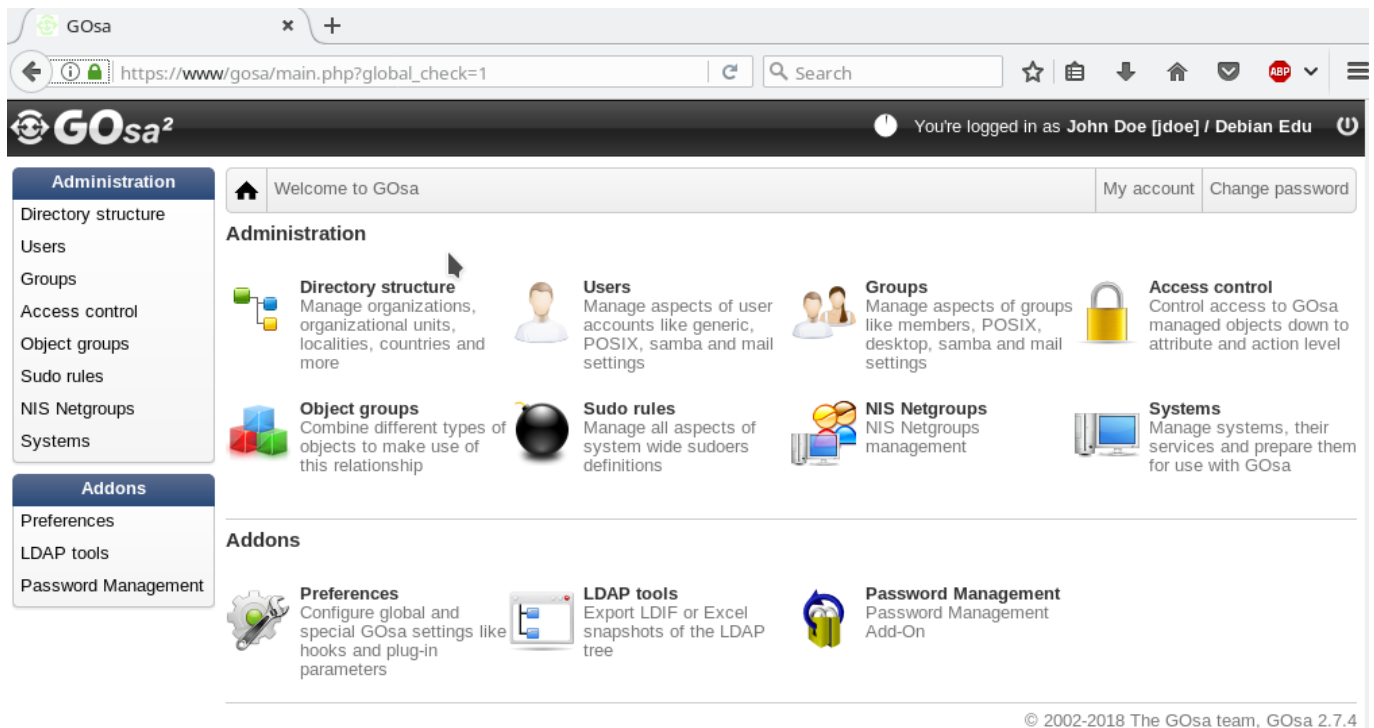 GOsa
https://www/gosa/main.php?global_check=1
Search
ABP
GOsa²
You're logged in as John Doe [jdoe] / Debian Edu
Administration
Directory structure
Users
Groups
Access control
Object groups
Sudo rules
NIS Netgroups
Systems
Addons
Preferences
LDAP tools
Password Management
Welcome to GOsa
My account
Change password
Administration
Directory structure
Manage organizations,
organizational units,
localities, countries and
more
Users
Manage aspects of user
accounts like generic,
POSIX, samba and mail
settings
Groups
Manage aspects of groups
like members, POSIX,
desktop, samba and mail
settings
Access control
Control access to GOsa
managed objects down to
attribute and action level
Object groups
Combine different types of
objects to make use of
this relationship
Sudo rules
Manage all aspects of
system wide sudoers
definitions
NIS Netgroups
NIS Netgroups
management
Systems
Manage systems, their
services and prepare them
for use with GOsa
Addons
Preferences
Configure global and
special GOsa settings like
hooks and plug-in
parameters
LDAP tools
Export LDIF or Excel
snapshots of the LDAP
tree
Password Management
Password Management
Add-On
© 2002-2018 The GOsa team, GOsa 2.7.4